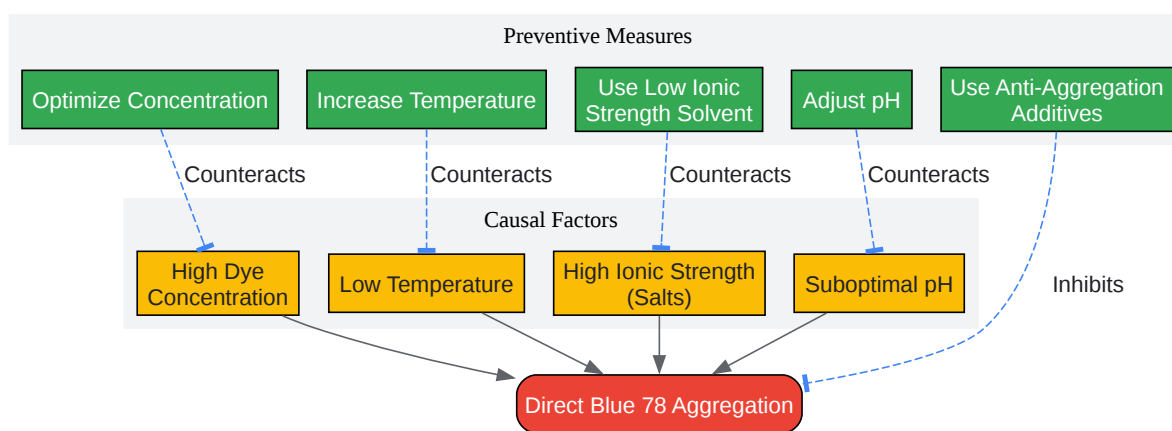 Preventive Measures
Optimize Concentration
Increase Temperature
Use Low Ionic
Strength Solvent
Adjust pH
Use Anti-Aggregation
Additives
Counteracts
Counteracts
Counteracts
Counteracts
Causal Factors
High Dye
Concentration
Low Temperature
High Ionic Strength
(Salts)
Suboptimal pH
Inhibits
Direct Blue 78 Aggregation